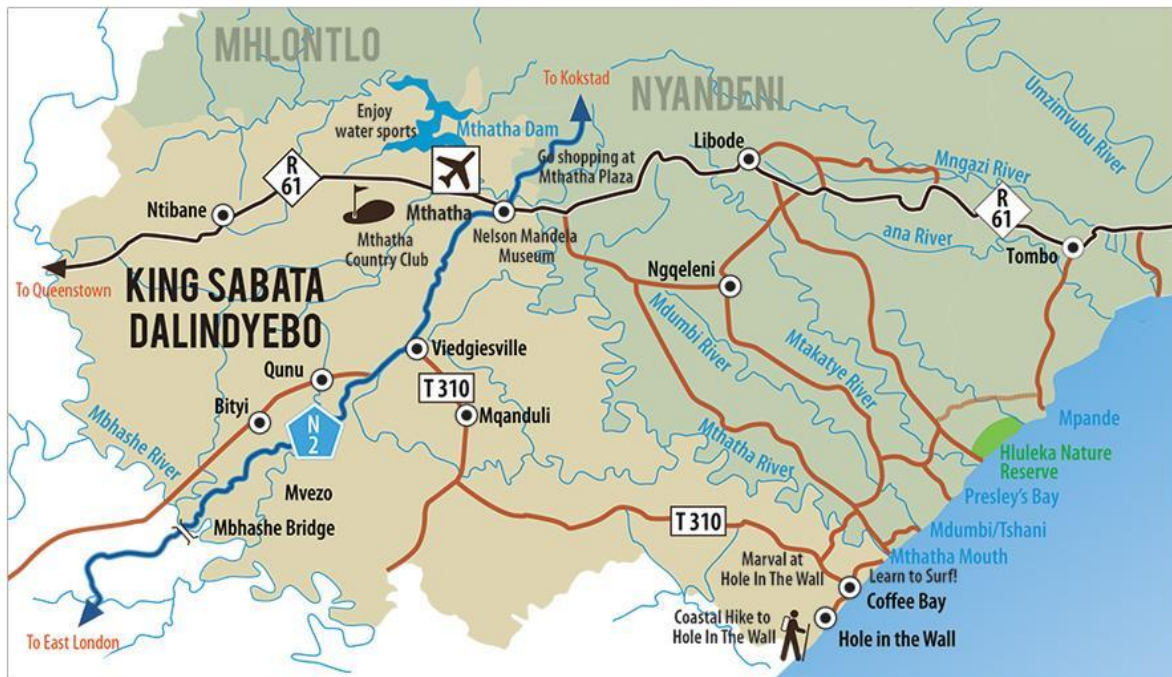 MHLONTLO
NYANDENI
To Kokstad
Umzimvubu River
Enjoy
water sports
Mthatha Dam
Go shopping at
Mthatha Plaza
Libode
Mngazi River
R
61
R
61
Ntibane
Mthatha
Mthatha
Country Club
Nelson Mandela
Museum
ana River
Tombo
To Queenstown
KING SABATA
DALINDYEBO
Ngqeleni
Mdumbi River
Mtakatye River
Viedgiesville
Qunu
T 310
Bityi
Mqanduli
Mbhashe River
N
2
Mthatha River
Mpande
Hluleka Nature
Reserve
Mvezo
Presley's Bay
Mbhashe Bridge
T 310
Mdumbi/Tshani
Mthatha Mouth
Marval at
Hole In The Wall
Learn to Surf!
Coffee Bay
Coastal Hike to
Hole In The Wall
Hole in the Wall
To East London